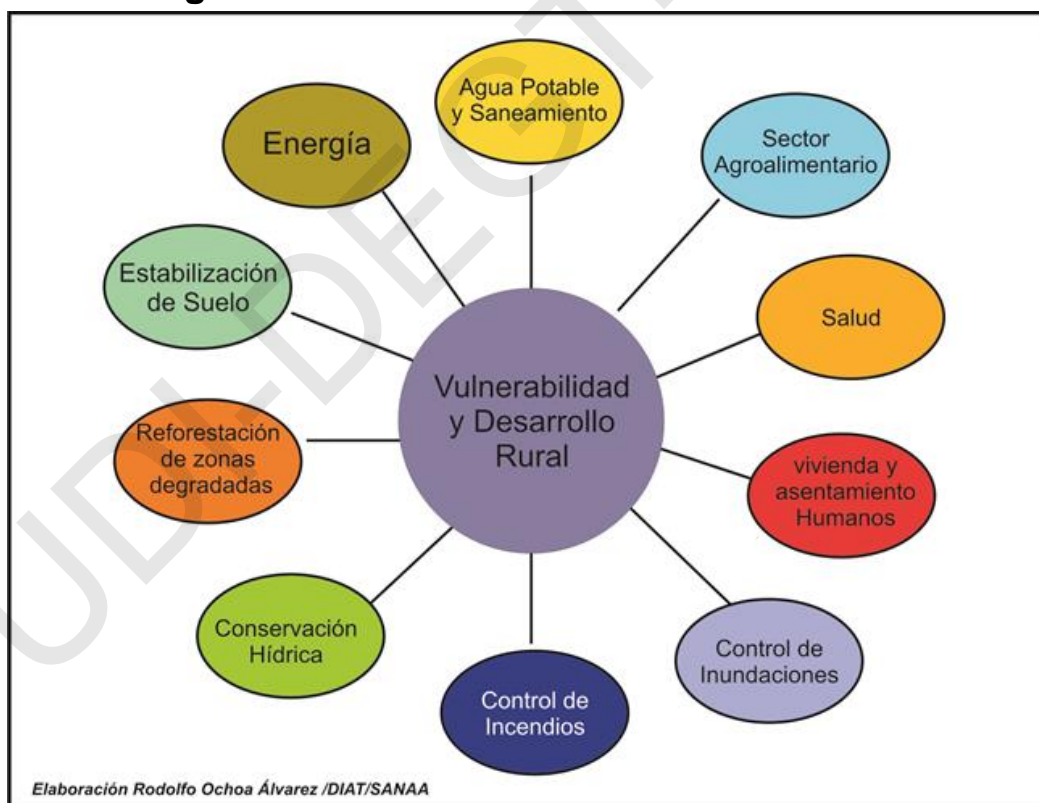 Agua Potable
y Saneamiento
Energía
Sector
Agroalimentario
Estabilización
de Suelo
Salud
Vulnerabilidad
y Desarrollo
Rural
Reforestación
de zonas
degradadas
vivienda y
asentamiento
Humanos
Conservación
Hídrica
Control de
Inundaciones
Control de
Incendios
Elaboración Rodolfo Ochoa Álvarez /DIAT/SANAA